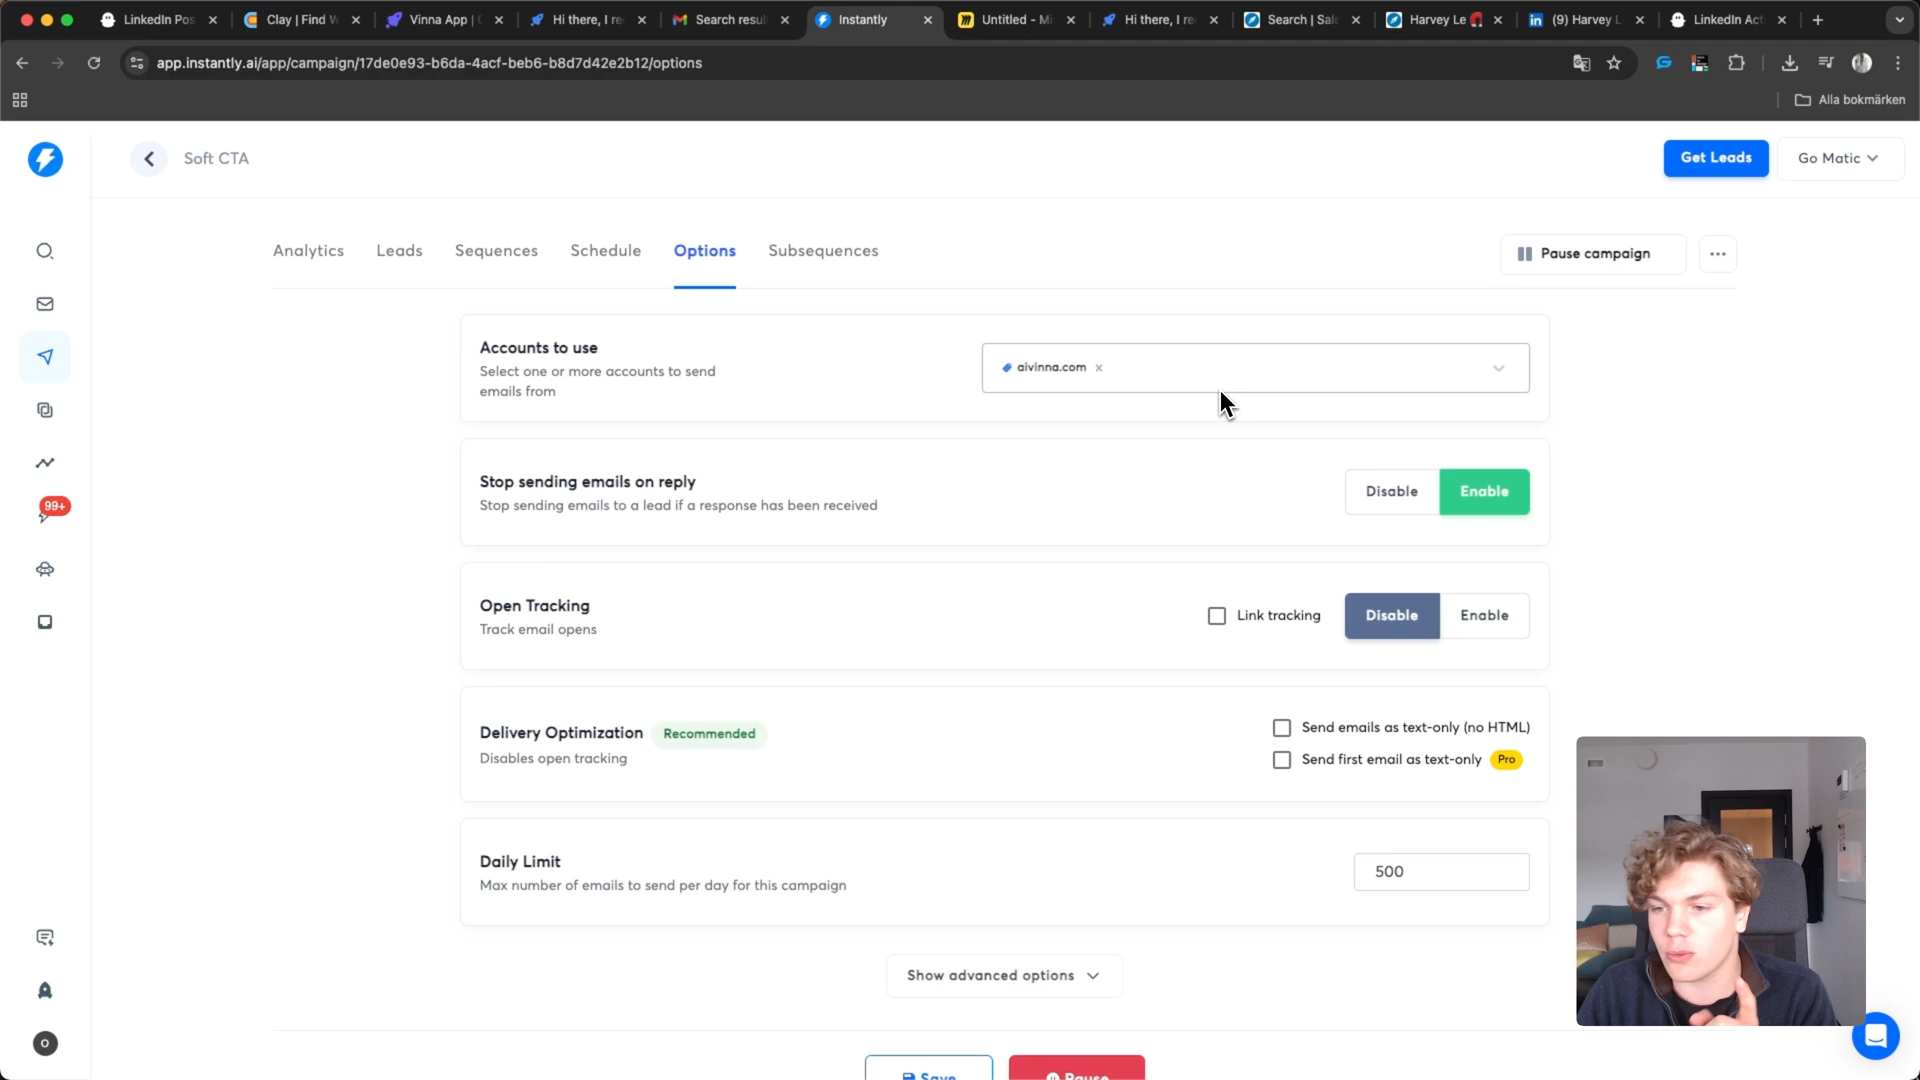 LinkedIn Pos
Clay | Find W
Vinna App |
Hi there, I re
Search resul
Instantly
Untitled - Mi
Hi there, I re
Search | Sal
Harvey Le
(9) Harvey L
LinkedIn Act
app.instantly.ai/app/campaign/17de0e93-b6da-4acf-beb6-b8d7d42e2b12/options
Alla bokmärken
Soft CTA
Get Leads
Go Matic
Analytics
Leads
Sequences
Schedule
Options
Subsequences
Pause campaign
Accounts to use
Select one or more accounts to send
emails from
aivinna.com
Stop sending emails on reply
Stop sending emails to a lead if a response has been received
Disable
Enable
99+
Open Tracking
Track email opens
Link tracking
Disable
Enable
Delivery Optimization
Recommended
Disables open tracking
Send emails as text-only (no HTML)
Send first email as text-only
Pro
Daily Limit
Max number of emails to send per day for this campaign
500
Show advanced options
O
Save
Pause